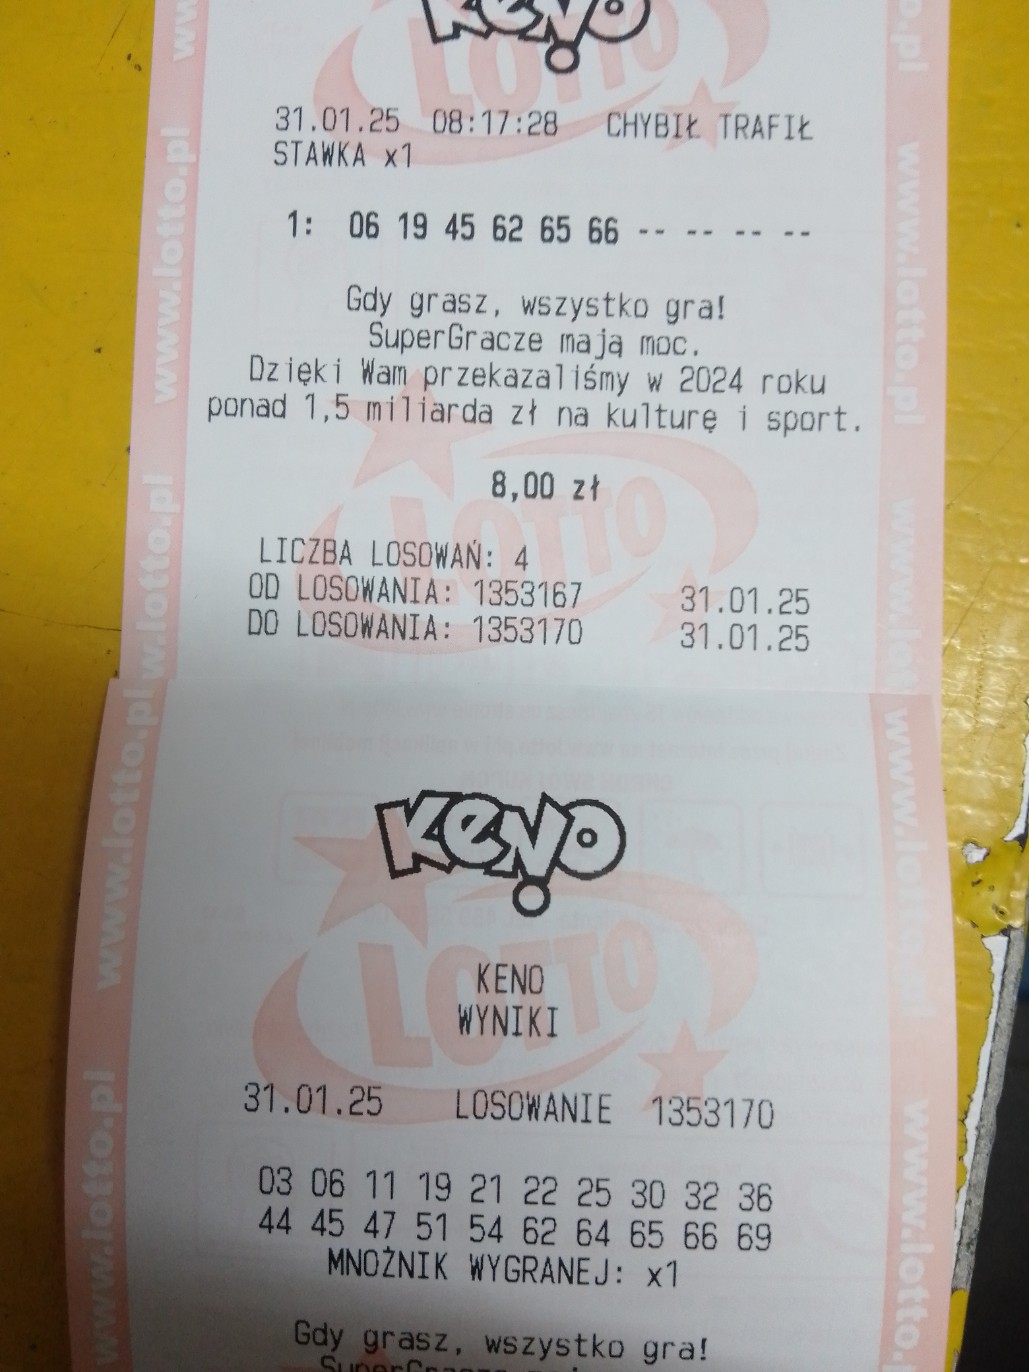 KENO
31.01.25 08:17:28 CHYBIŁ TRAFIŁ
STAWKA x1
1: 06 19 45 62 65 66 -- -- -- --
Gdy grasz, wszystko gra!
SuperGracze mają moc.
Dzięki Wam przekazaliśmy w 2024 roku
ponad 1,5 miliarda zł na kulturę i sport.
8,00 zł
LICZBA LOSOWAŃ: 4
OD LOSOWANIA: 1353167 31.01.25
DO LOSOWANIA: 1353170 31.01.25
KENO
LOTTO
KENO
WYNIKI
31.01.25 LOSOWANIE 1353170
03 06 11 19 21 22 25 30 32 36
44 45 47 51 54 62 64 65 66 69
MNOŻNIK WYGRANEJ: x1
Gdy grasz, wszystko gra!
www.lotto.pl